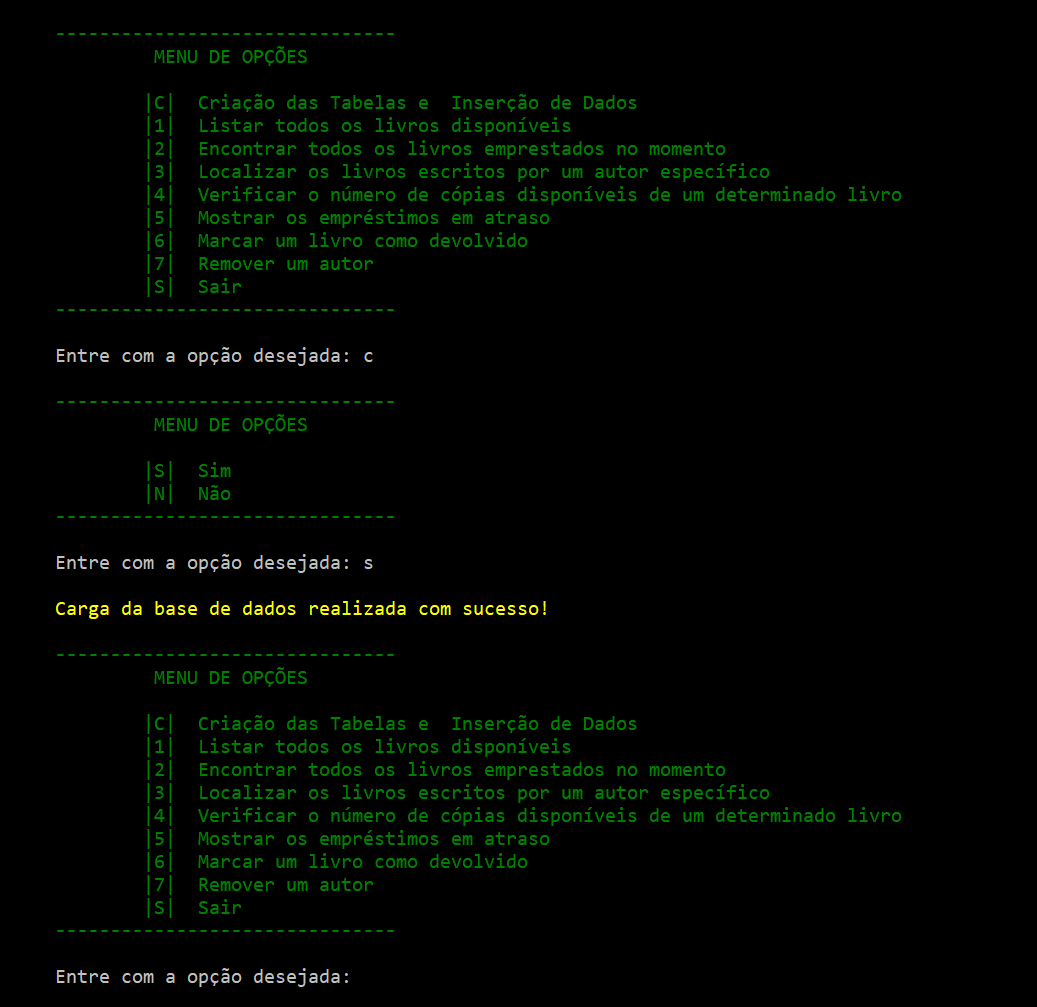 -------------------------------
MENU DE OPÇÕES
|C|  Criação das Tabelas e  Inserção de Dados
|1|  Listar todos os livros disponíveis
|2|  Encontrar todos os livros emprestados no momento
|3|  Localizar os livros escritos por um autor específico
|4|  Verificar o número de cópias disponíveis de um determinado livro
|5|  Mostrar os empréstimos em atraso
|6|  Marcar um livro como devolvido
|7|  Remover um autor
|S|  Sair
-------------------------------
Entre com a opção desejada: c
-------------------------------
MENU DE OPÇÕES
|S|  Sim
|N|  Não
-------------------------------
Entre com a opção desejada: s
Carga da base de dados realizada com sucesso!
-------------------------------
MENU DE OPÇÕES
|C|  Criação das Tabelas e  Inserção de Dados
|1|  Listar todos os livros disponíveis
|2|  Encontrar todos os livros emprestados no momento
|3|  Localizar os livros escritos por um autor específico
|4|  Verificar o número de cópias disponíveis de um determinado livro
|5|  Mostrar os empréstimos em atraso
|6|  Marcar um livro como devolvido
|7|  Remover um autor
|S|  Sair
-------------------------------
Entre com a opção desejada: